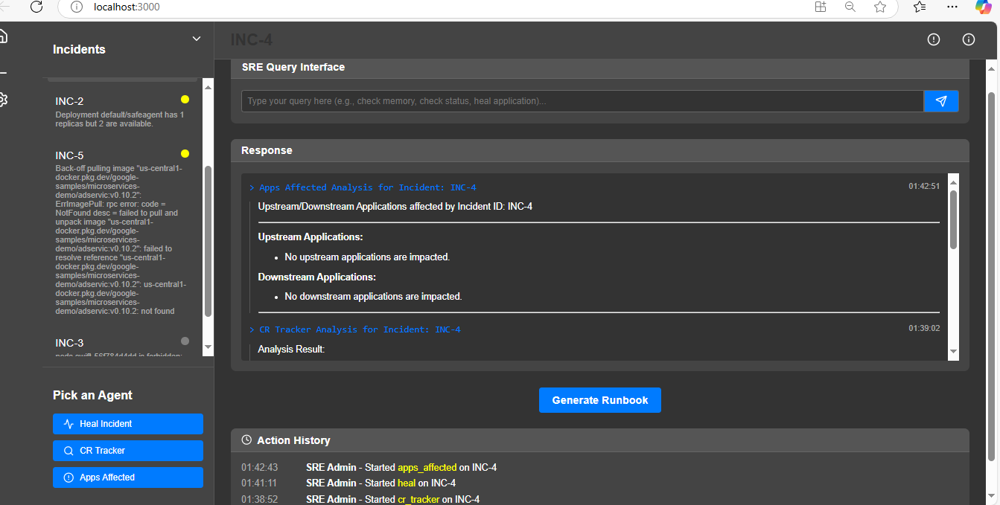 localhost:3000
Incidents
INC-2
Deployment default/safeagent has 1
replicas but 2 are available.
INC-5
Back-off pulling image "us-central1-
docker.pkg.dev/google-
samples/microservices-
demo/adservic:v0.10.2":
ErrImagePull: rpc error: code =
NotFound desc = failed to pull and
unpack image "us-central1-
docker.pkg.dev/google-
samples/microservices-
demo/adservic:v0.10.2": failed to
resolve reference "us-central1-
docker.pkg.dev/google-
samples/microservices-
demo/adservic:v0.10.2": us-central1-
docker.pkg.dev/google-
samples/microservices-
demo/adservic:v0.10.2: not found
INC-3
Pick an Agent
Heal Incident
CR Tracker
Apps Affected
INC-4
SRE Query Interface
Type your query here (e.g., check memory, check status, heal application)...
Response
> Apps Affected Analysis for Incident: INC-4 01:42:51
Upstream/Downstream Applications affected by Incident ID: INC-4
Upstream Applications:
• No upstream applications are impacted.
Downstream Applications:
• No downstream applications are impacted.
> CR Tracker Analysis for Incident: INC-4 01:39:02
Analysis Result:
Generate Runbook
Action History
01:42:43 SRE Admin - Started apps_affected on INC-4
01:41:11 SRE Admin - Started heal on INC-4
01:38:52 SRE Admin - Started cr_tracker on INC-4